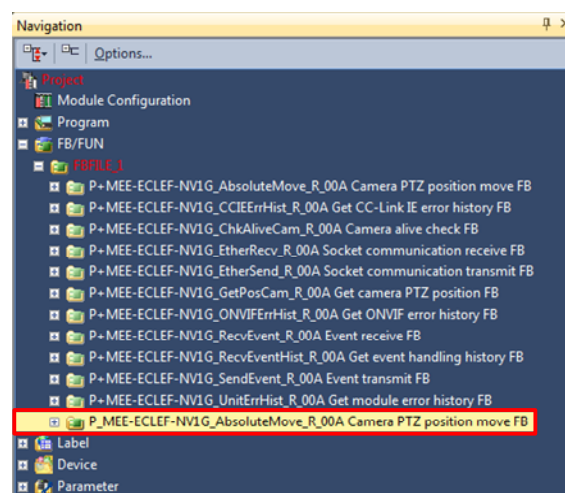 Navigation
Options...
Project
Module Configuration
Program
FB/FUN
FBFILE_1
P+MEE-ECLEF-NV1G_AbsoluteMove_R_00A Camera PTZ position move FB
P+MEE-ECLEF-NV1G_CCIEErrHist_R_00A Get CC-Link IE error history FB
P+MEE-ECLEF-NV1G_ChkAliveCam_R_00A Camera alive check FB
P+MEE-ECLEF-NV1G_EtherRecv_R_00A Socket communication receive FB
P+MEE-ECLEF-NV1G_EtherSend_R_00A Socket communication transmit FB
P+MEE-ECLEF-NV1G_GetPosCam_R_00A Get camera PTZ position FB
P+MEE-ECLEF-NV1G_ONVIFErrHist_R_00A Get ONVIF error history FB
P+MEE-ECLEF-NV1G_RecvEvent_R_00A Event receive FB
P+MEE-ECLEF-NV1G_RecvEventHist_R_00A Get event handling history FB
P+MEE-ECLEF-NV1G_SendEvent_R_00A Event transmit FB
P+MEE-ECLEF-NV1G_UnitErrHist_R_00A Get module error history FB
P_MEE-ECLEF-NV1G_AbsoluteMove_R_00A Camera PTZ position move FB
Label
Device
Parameter